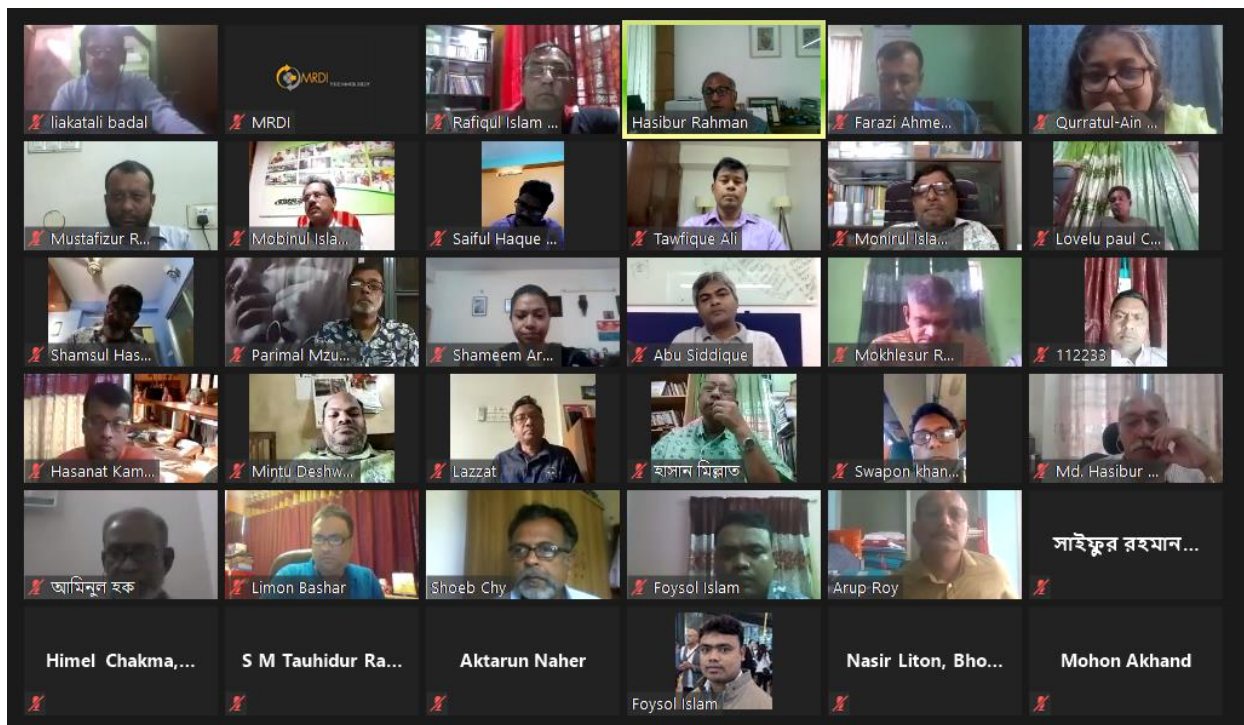 liakatali badal
MRDI
MRDI
Rafiqul Islam ...
Hasibur Rahman
Farazi Ahme...
Qurratul-Ain ...
Mustafizur R...
Mobinul Isla...
Saiful Haque ...
Tawfique Ali
Monirul Isla...
Lovelu paul C...
Shamsul Has...
Parimal Mzu...
Shameem Ar...
Abu Siddique
Mokhlesur R...
112233
Hasanat Kam...
Mintu Deshw...
Lazzat
হাসান মিল্লাত
Swapon khan...
Md. Hasibur ...
আমিনুল হক
Limon Bashar
Shoeb Chy
Foysol Islam
Arup Roy
সাইফুর রহমান...
Himel Chakma,...
S M Tauhidur Ra...
Aktarun Naher
Foysol Islam
Nasir Liton, Bho...
Mohon Akhand